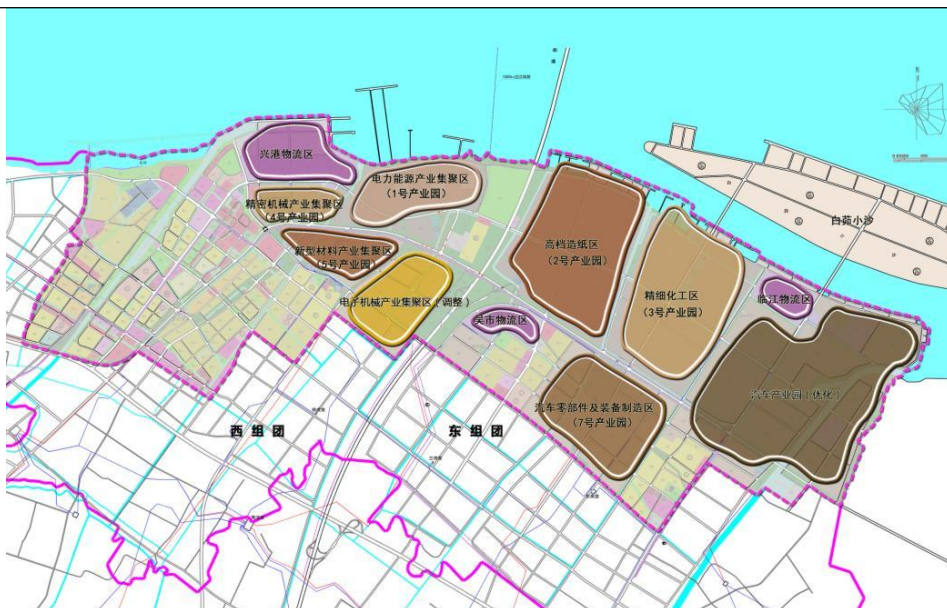 兴港物流区
电力能源产业集聚区
(1号产业园)
精密机械产业集聚区
(4号产业园)
新型材料产业集聚区
(5号产业园)
电子机械产业集聚区(调整)
吴市物流区
高档造纸区
(2号产业园)
精细化工区
(3号产业园)
白茆小沙
临江物流区
汽车产业园(优化)
汽车零部件及装备制造区
(7号产业园)
西组团
东组团